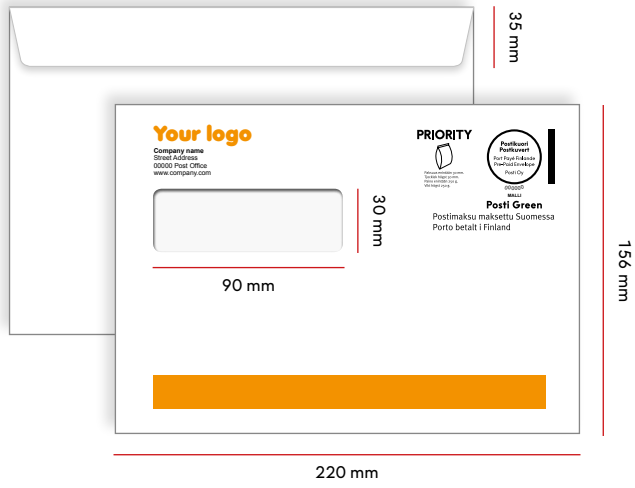 35 mm
Your logo
Company name
Street Address
00000 Post Office
www.company.com
PRIORITY
Postikuori
Postikuvert
Port Payé Finlande
Pre-Paid Envelope
Posti Oy
000000
MALLI
Posti Green
Postimaksu maksettu Suomessa
Porto betalt i Finland
30 mm
90 mm
156 mm
220 mm